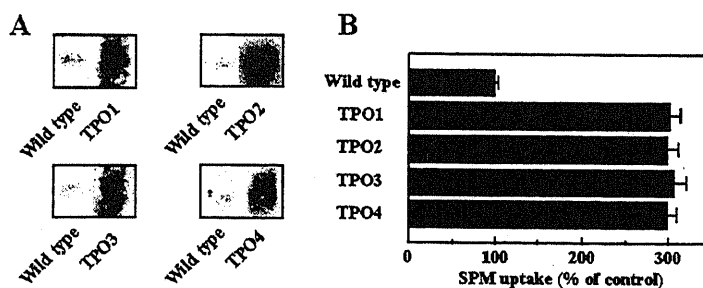 A
Wild type
TPO1
Wild type
TPO2
Wild type
TPO3
Wild type
TPO4
B
Wild type
TPO1
TPO2
TPO3
TPO4
0
100
200
300
SPM uptake (% of control)